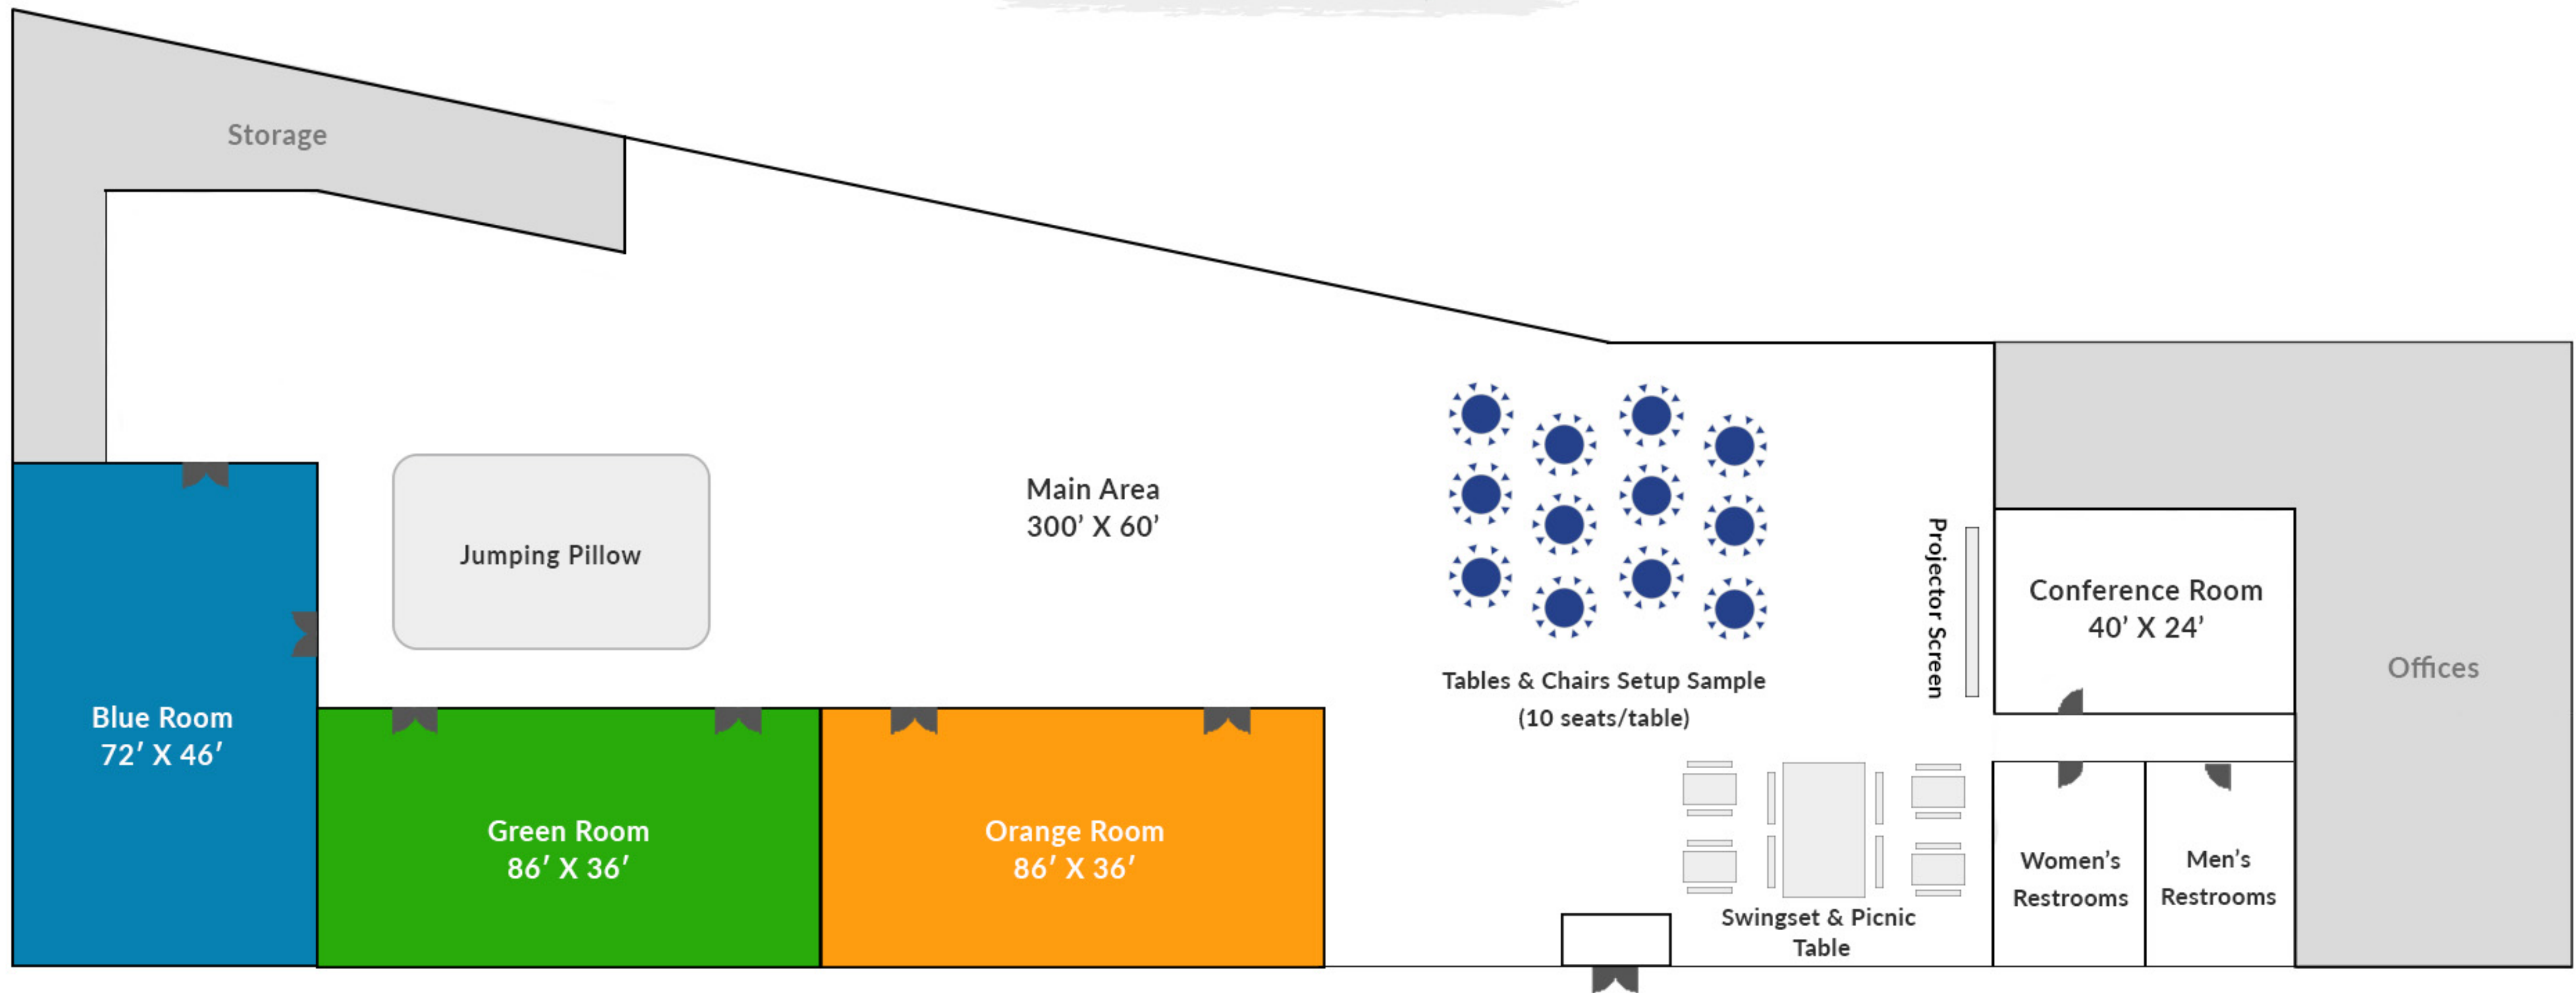 Storage
Main Area
300’ X 60’
Jumping Pillow
Projector Screen
Conference Room
40’ X 24’
Offices
Tables & Chairs Setup Sample
(10 seats/table)
Blue Room
72′ X 46′
Green Room
86′ X 36′
Orange Room
86′ X 36′
Women’s
Restrooms
Men’s
Restrooms
Swingset & Picnic
Table